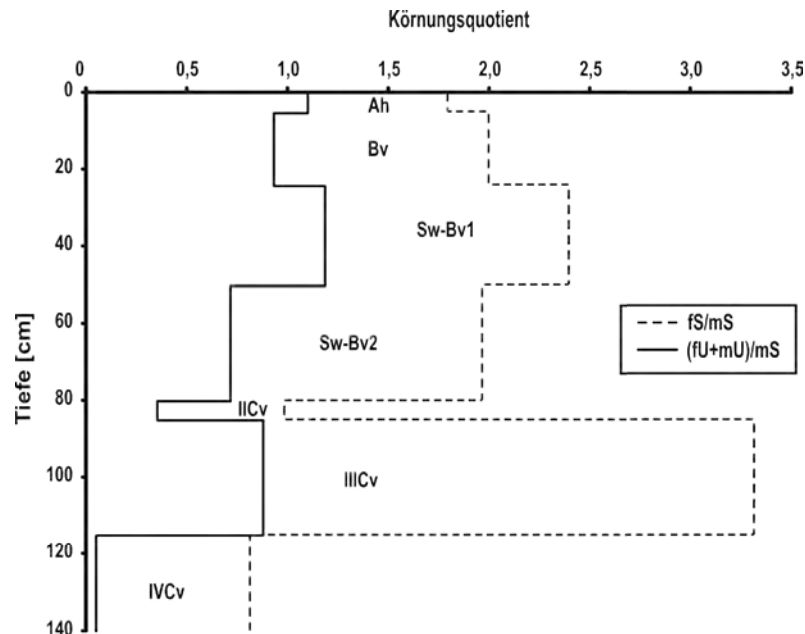 Körnungsquotient
0 0,5 1,0 1,5 2,0 2,5 3,0 3,5
0
Ah
Bv
20
Sw-Bv1
40
Tiefe [cm]
60
Sw-Bv2
fS/mS
(fU+mU)/mS
80
IICv
100
IIICv
120
IVCv
140